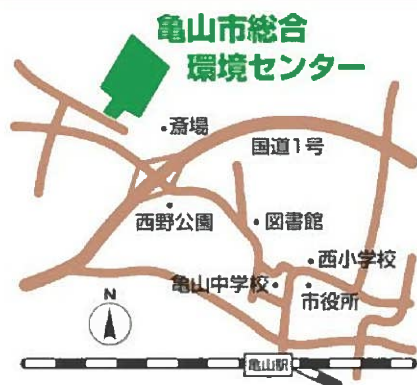 亀山市総合
環境センター
斎場
国道1号
西野公園
図書館
西小学校
亀山中学校
市役所
N
亀山駅